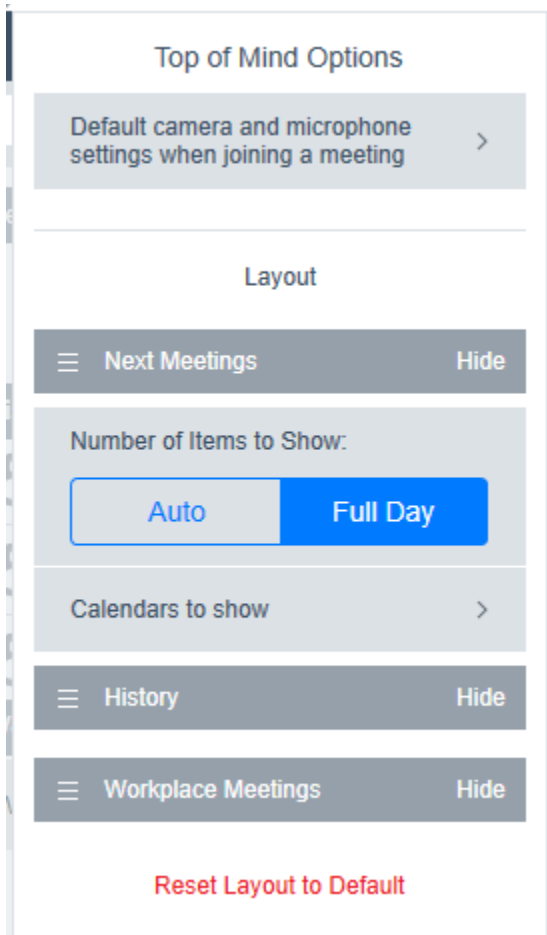 Top of Mind Options
Default camera and microphone
settings when joining a meeting
Layout
Next Meetings Hide
Number of Items to Show:
Auto Full Day
Calendars to show
History Hide
Workplace Meetings Hide
Reset Layout to Default